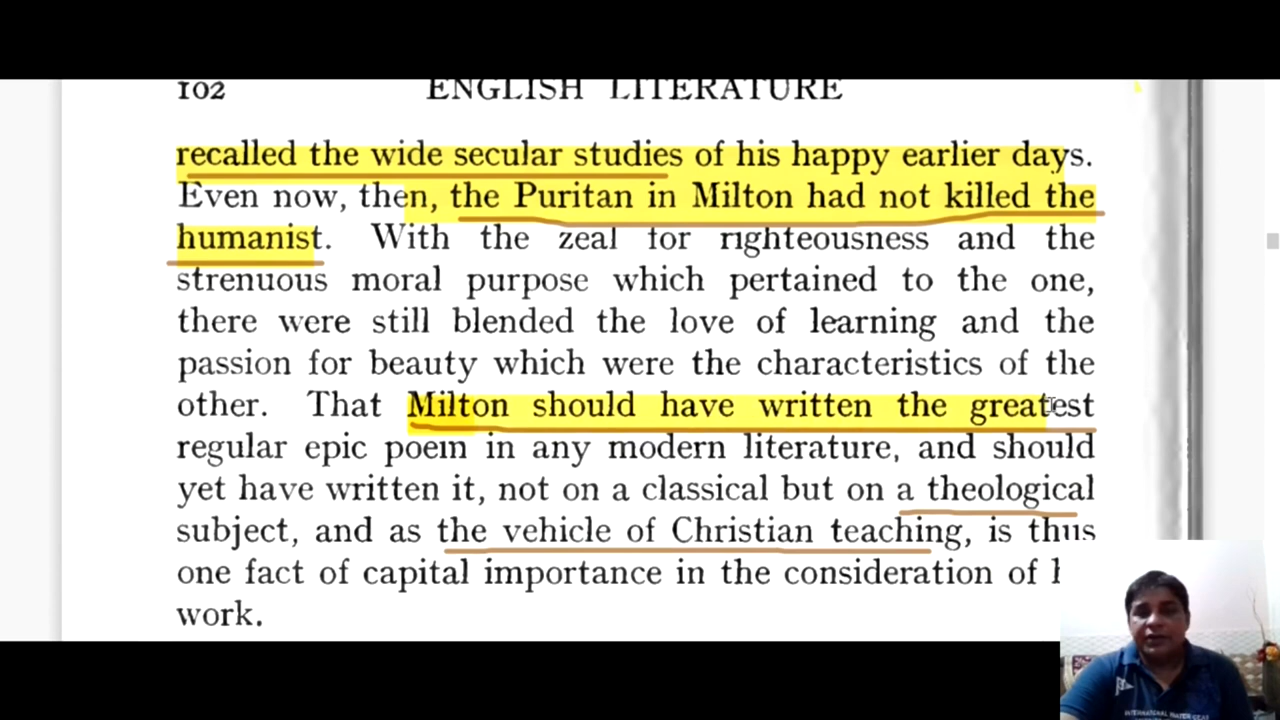 102 ENGLISH LITERATURE
recalled the wide secular studies of his happy earlier days.
Even now, then, the Puritan in Milton had not killed the
humanist. With the zeal for righteousness and the
strenuous moral purpose which pertained to the one,
there were still blended the love of learning and the
passion for beauty which were the characteristics of the
other. That Milton should have written the greatest
regular epic poem in any modern literature, and should
yet have written it, not on a classical but on a theological
subject, and as the vehicle of Christian teaching, is thus
one fact of capital importance in the consideration of
work.